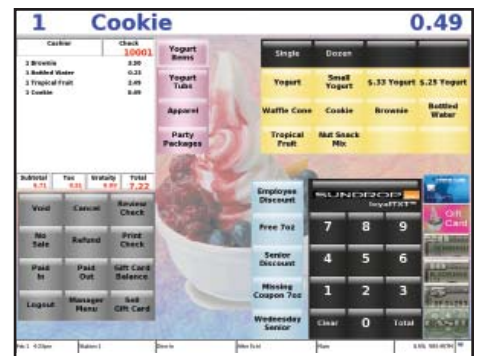 1 Cookie 0.49
Cashier Check
10001
1 Brownie
1 Bottled Water
1 Tropical Fruit
1 Cookie
Yogurt Items
Yogurt Tubs
Apparel
Party Packages
Single Dozen
Yogurt Small Yogurt $.33 Yogurt $.25 Yogurt
Waffle Cone Cookie Brownie Bottled Water
Tropical Fruit Nut Snack Mix
Subtotal Tax Gratuity Total
7.22
Void Cancel Review Check
No Sale Refund Print Check
Paid In Paid Out Gift Card Balance
Logout Manager Menu Sell Gift Card
Employee Discount
Free 7oz
Senior Discount
Missing Coupon 7oz
Wednesday Senior
SUNDROP
loyalTXT
7 8 9
4 5 6
1 2 3
Clear 0 Total
Gift Card
Station 1
Dine In